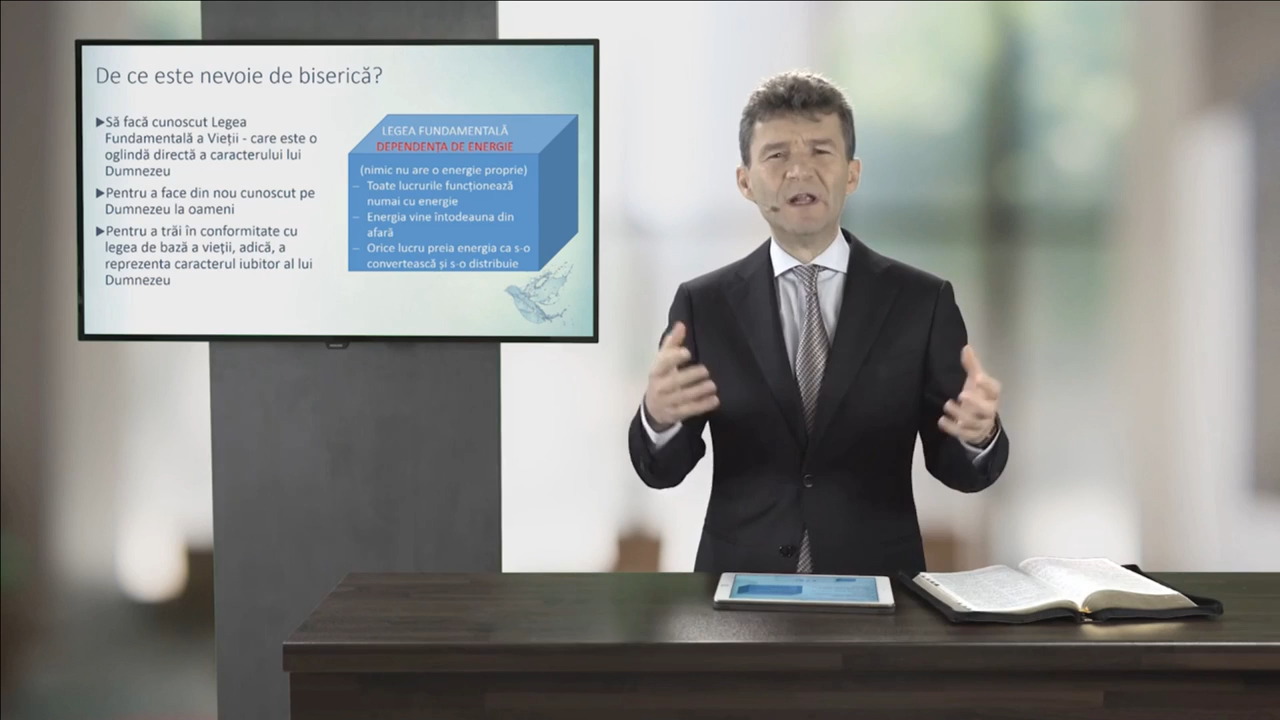 De ce este nevoie de biserică?
▶Să facă cunoscut Legea
Fundamentală a Vieții - care este o
oglindă directă a caracterului lui
Dumnezeu
▶Pentru a face din nou cunoscut pe
Dumnezeu la oameni
▶Pentru a trăi în conformitate cu
legea de bază a vieții, adică, a
reprezenta caracterul iubitor al lui
Dumnezeu
LEGEA FUNDAMENTALĂ
DEPENDENȚA DE ENERGIE
(nimic nu are o energie proprie)
– Toate lucrurile funcționează
numai cu energie
– Energia vine întodeauna din
afară
– Orice lucru preia energia ca s-o
convertească și s-o distribuie